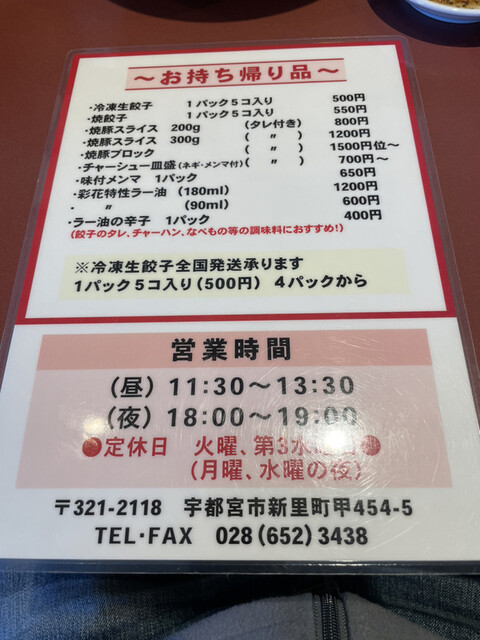 ～お持ち帰り品～
・冷凍生餃子 1パック5コ入り 500円
・焼餃子 1パック5コ入り 550円
・焼豚スライス 200g (タレ付き) 800円
・焼豚スライス 300g ( 〃 ) 1200円
・焼豚ブロック ( 〃 ) 1500円位～
・チャーシュー皿盛(ネギ・メンマ付) ( 〃 ) 700円～
・味付メンマ 1パック 650円
・彩花特性ラー油 (180ml) 1200円
・ 〃 (90ml) 600円
・ラー油の辛子 1パック 400円
(餃子のタレ、チャーハン、なべもの等の調味料におすすめ!)
※冷凍生餃子全国発送承ります
1パック5コ入り(500円) 4パックから
営業時間
(昼) 11:30～13:30
(夜) 18:00～19:00
●定休日 火曜、第3水曜日●
(月曜、水曜の夜)
〒321-2118 宇都宮市新里町甲454-5
TEL・FAX 028(652)3438